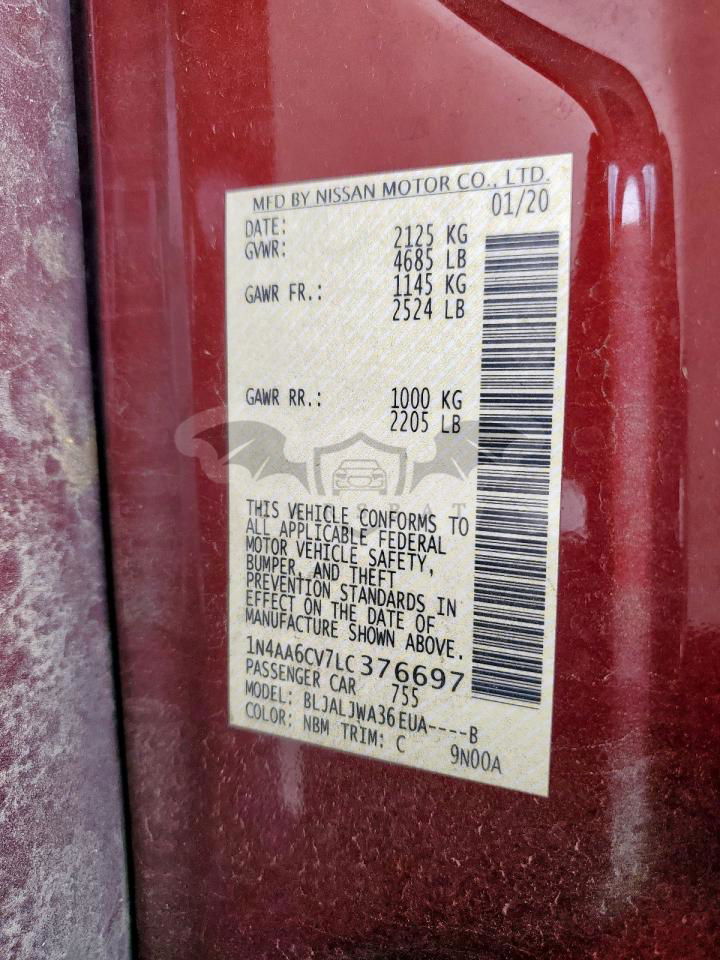 MFD BY NISSAN MOTOR CO., LTD.
DATE: 01/20
GVWR: 2125 KG
4685 LB
GAWR FR.: 1145 KG
2524 LB
GAWR RR.: 1000 KG
2205 LB
THIS VEHICLE CONFORMS TO
ALL APPLICABLE FEDERAL
MOTOR VEHICLE SAFETY,
BUMPER, AND THEFT
PREVENTION STANDARDS IN
EFFECT ON THE DATE OF
MANUFACTURE SHOWN ABOVE.
1N4AA6CV7LC376697
PASSENGER CAR 755
MODEL: BLJALJWA36EUA----B
COLOR: NBM TRIM: C 9N00A